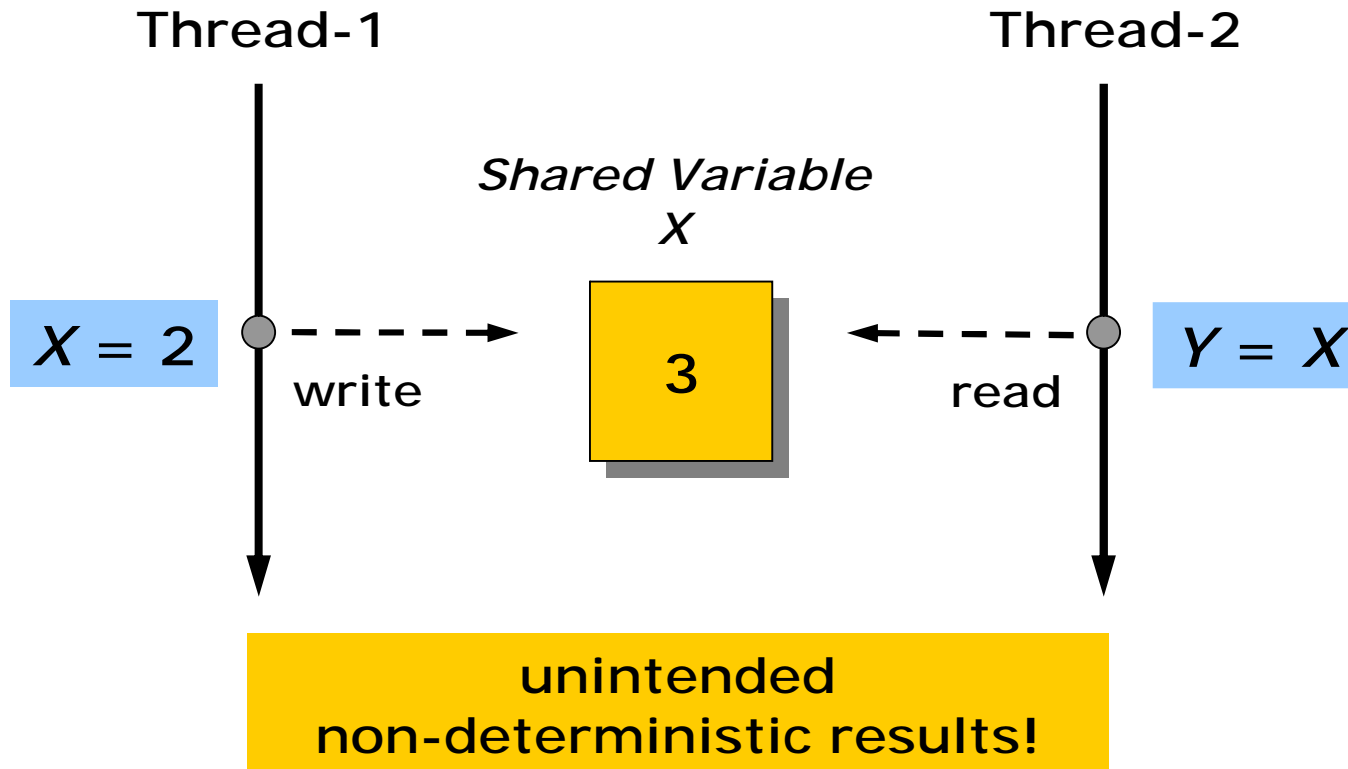 Thread-1
Thread-2
Shared Variable
X
X = 2
write
3
read
Y = X
unintended
non-deterministic results!